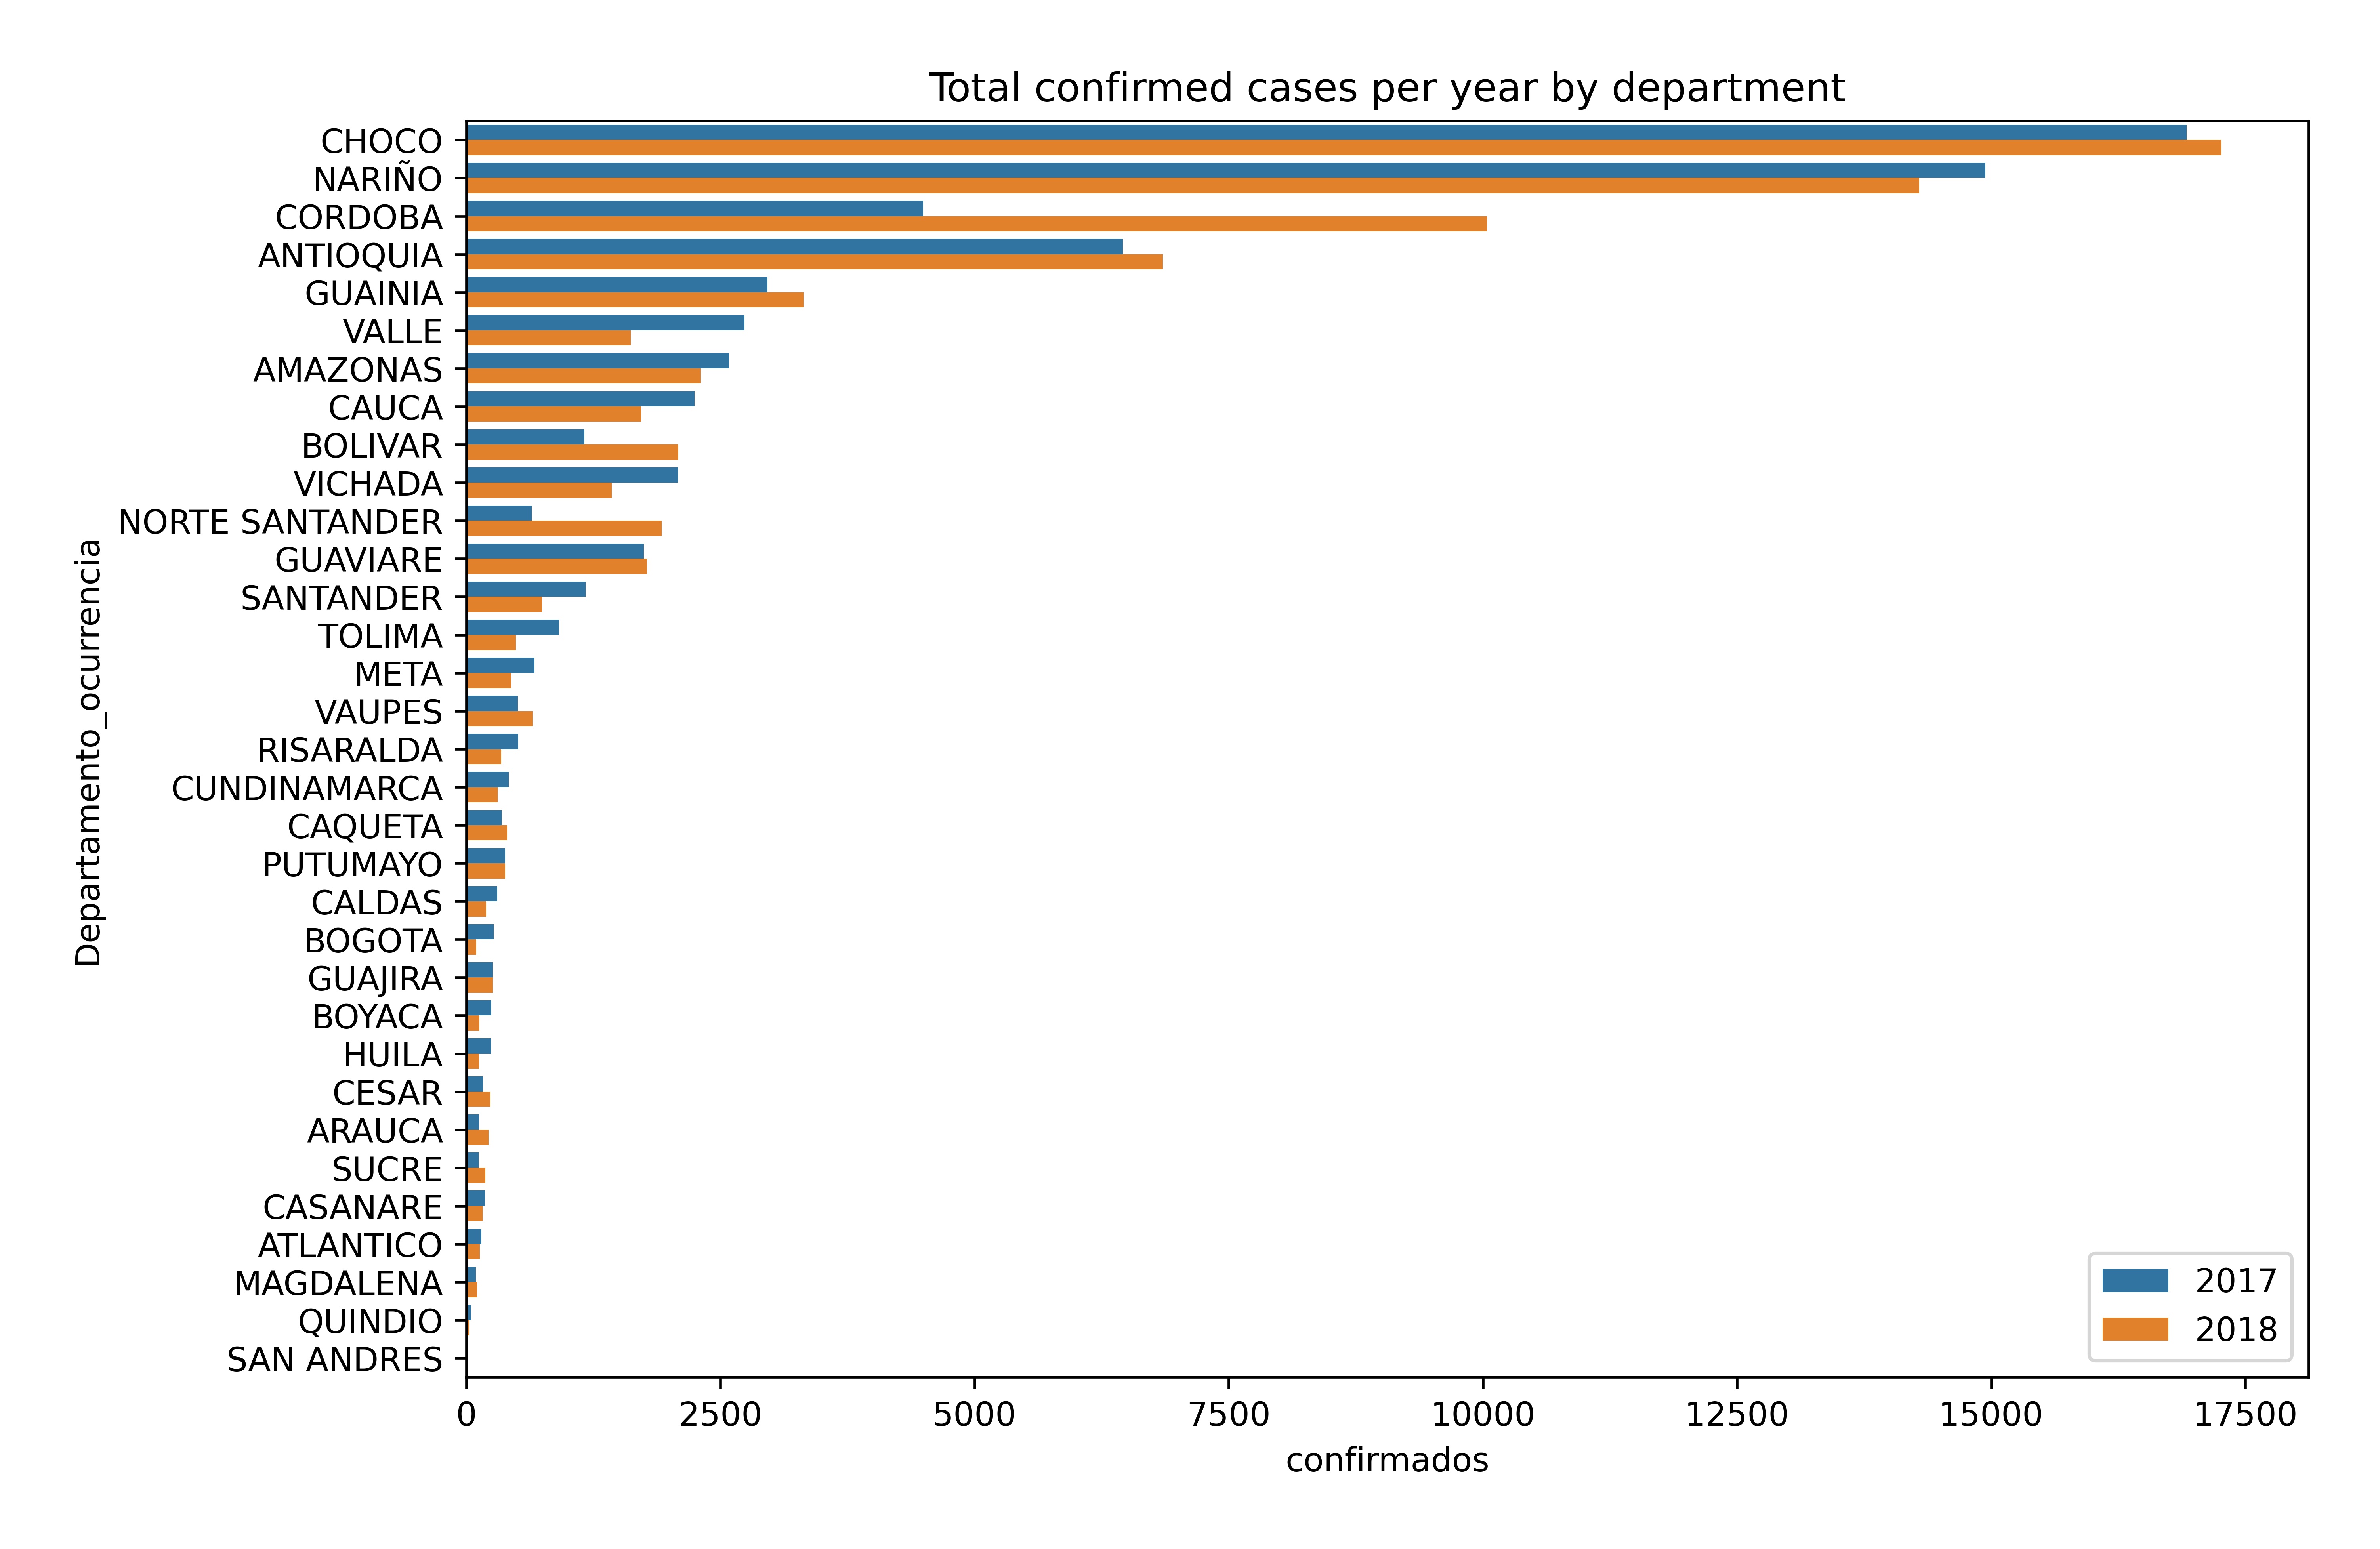 Total confirmed cases per year by department
Departamento_ocurrencia
CHOCO
NARIÑO
CORDOBA
ANTIOQUIA
GUAINIA
VALLE
AMAZONAS
CAUCA
BOLIVAR
VICHADA
NORTE SANTANDER
GUAVIARE
SANTANDER
TOLIMA
META
VAUPES
RISARALDA
CUNDINAMARCA
CAQUETA
PUTUMAYO
CALDAS
BOGOTA
GUAJIRA
BOYACA
HUILA
CESAR
ARAUCA
SUCRE
CASANARE
ATLANTICO
MAGDALENA
QUINDIO
SAN ANDRES
2017
2018
0 2500 5000 7500 10000 12500 15000 17500
confirmados